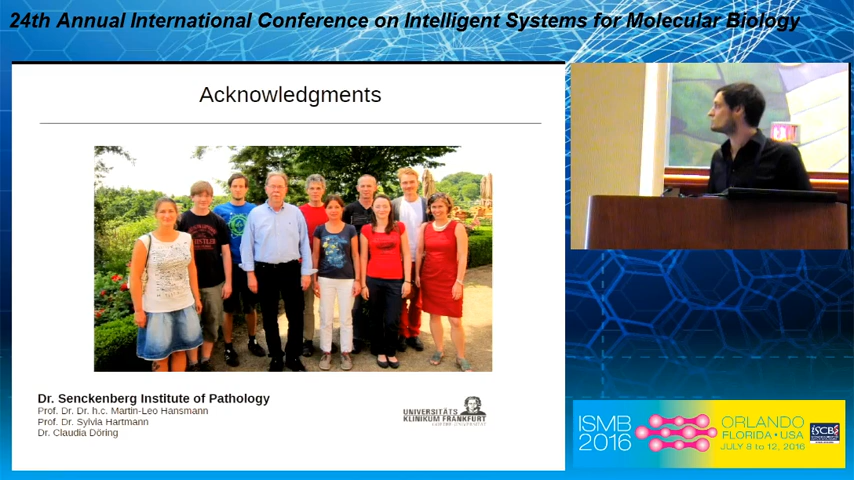 24th Annual International Conference on Intelligent Systems for Molecular Biology
Acknowledgments
Dr. Senckenberg Institute of Pathology
Prof. Dr. Dr. h.c. Martin-Leo Hansmann
Prof. Dr. Sylvia Hartmann
Dr. Claudia Döring
UNIVERSITÄTS
KLINIKUM FRANKFURT
GOETHE-UNIVERSITÄT
ISMB
2016
ORLANDO
FLORIDA • USA
JULY 8 to 12, 2016
ISCB